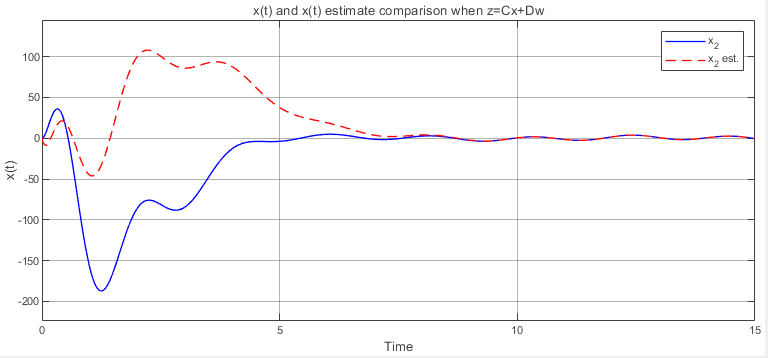 x(t) and x(t) estimate comparison when z=Cx+Dw
x2
x2 est.
x(t)
100
50
0
-50
-100
-150
-200
0 5 10 15
Time